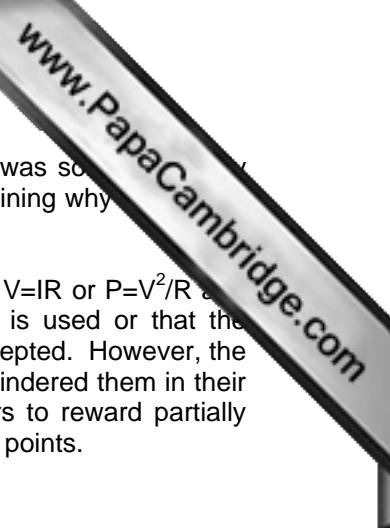 www.PapaCambridge.com
was so
ining why
V=IR or P=V²/R
is used or that the
epted. However, the
indered them in their
rs to reward partially
points.